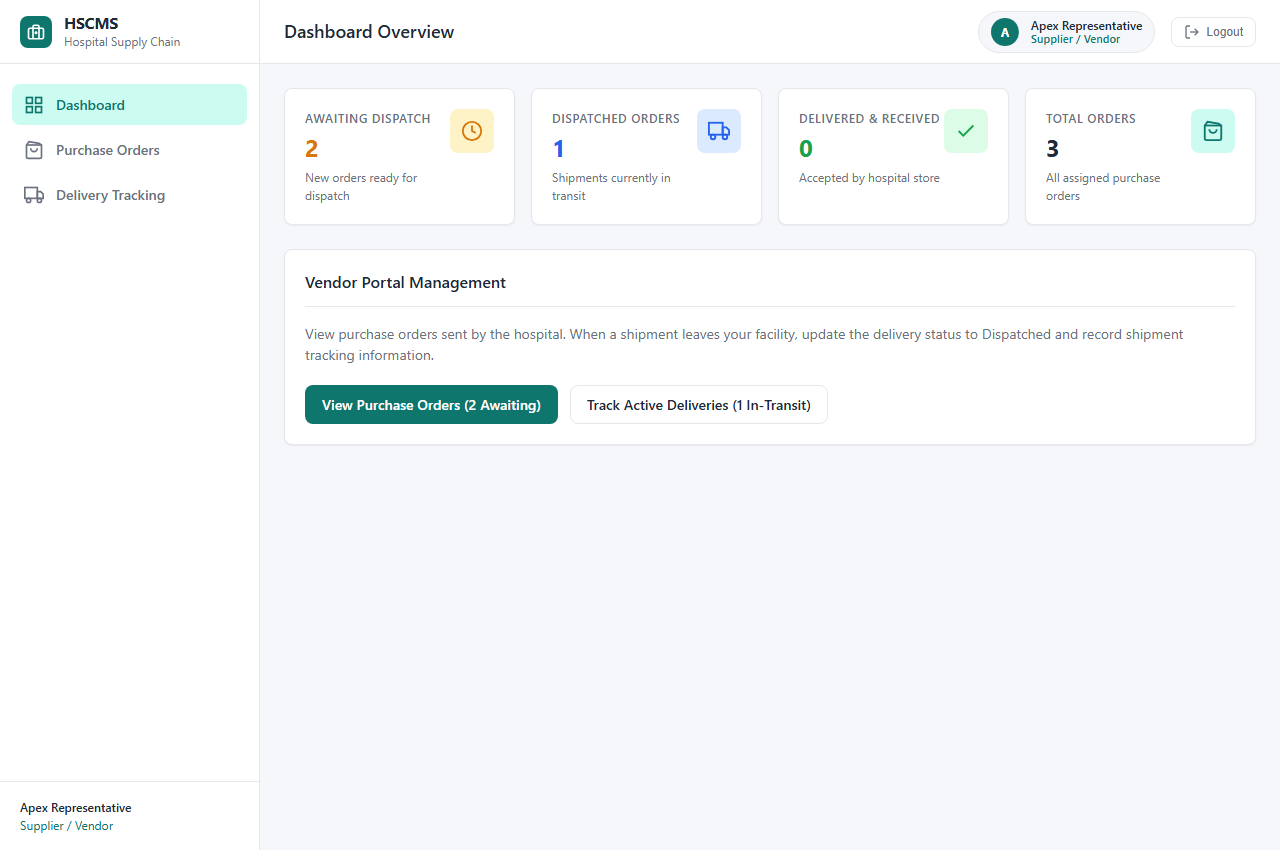 HSCMS
Hospital Supply Chain
Dashboard
Purchase Orders
Delivery Tracking
Apex Representative
Supplier / Vendor
Dashboard Overview
A
Apex Representative
Supplier / Vendor
Logout
AWAITING DISPATCH
2
New orders ready for
dispatch
DISPATCHED ORDERS
1
Shipments currently in
transit
DELIVERED & RECEIVED
0
Accepted by hospital store
TOTAL ORDERS
3
All assigned purchase
orders
Vendor Portal Management
View purchase orders sent by the hospital. When a shipment leaves your facility, update the delivery status to Dispatched and record shipment
tracking information.
View Purchase Orders (2 Awaiting)
Track Active Deliveries (1 In-Transit)